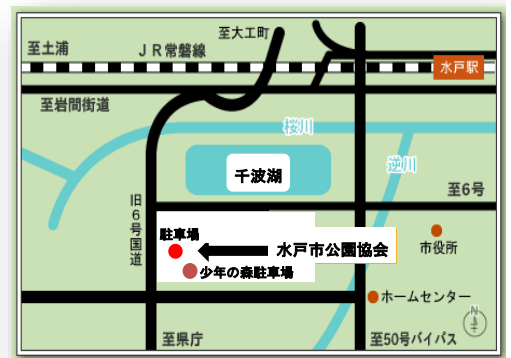 至大工町
至土浦
JR常磐線
水戸駅
至岩間街道
桜川
逆川
千波湖
至6号
旧6号国道
駐車場
水戸市公園協会
市役所
少年の森駐車場
ホームセンター
N
至県庁
至50号バイパス